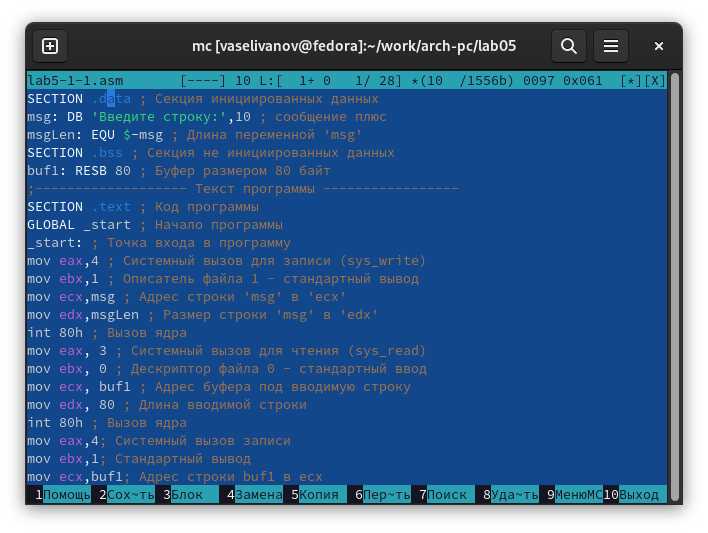 mc [vaselivanov@fedora]:~/work/arch-pc/lab05
lab5-1-1.asm [----] 10 L:[ 1+ 0 1/ 28] *(10 /1556b) 0097 0x061 [*][X]
SECTION .data ; Секция инициированных данных
msg: DB 'Введите строку:',10 ; сообщение плюс
msgLen: EQU $-msg ; Длина переменной 'msg'
SECTION .bss ; Секция не инициированных данных
buf1: RESB 80 ; Буфер размером 80 байт
;------------------- Текст программы -----------------
SECTION .text ; Код программы
GLOBAL _start ; Начало программы
_start: ; Точка входа в программу
mov eax,4 ; Системный вызов для записи (sys_write)
mov ebx,1 ; Описатель файла 1 - стандартный вывод
mov ecx,msg ; Адрес строки 'msg' в 'ecx'
mov edx,msgLen ; Размер строки 'msg' в 'edx'
int 80h ; Вызов ядра
mov eax, 3 ; Системный вызов для чтения (sys_read)
mov ebx, 0 ; Дескриптор файла 0 - стандартный ввод
mov ecx, buf1 ; Адрес буфера под вводимую строку
mov edx, 80 ; Длина вводимой строки
int 80h ; Вызов ядра
mov eax,4; Системный вызов записи
mov ebx,1; Стандартный вывод
mov ecx,buf1; Адрес строки buf1 в ecx
1Помощь 2Сох~ть 3Блок 4Замена 5Копия 6Пер~ть 7Поиск 8Уда~ть 9МенюMC 10Выход